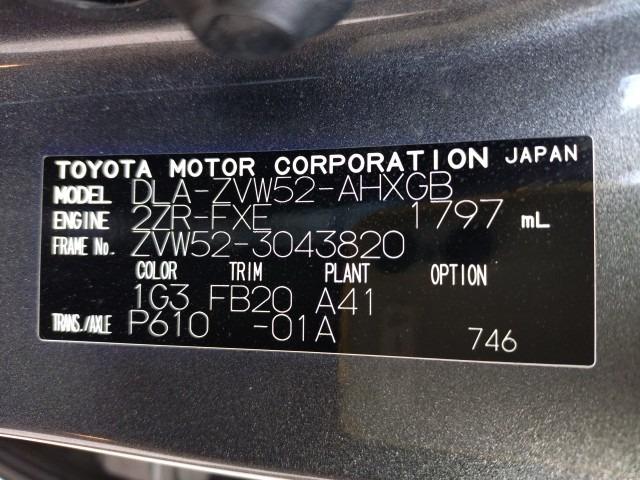 TOYOTA MOTOR CORPORATION JAPAN
MODEL DLA-ZVW52-AHXGB
ENGINE 2ZR-FXE 1797 mL
FRAME No. ZVW52-3043820
COLOR TRIM PLANT OPTION
1G3 FB20 A41
TRANS./AXLE P610 -01A 746